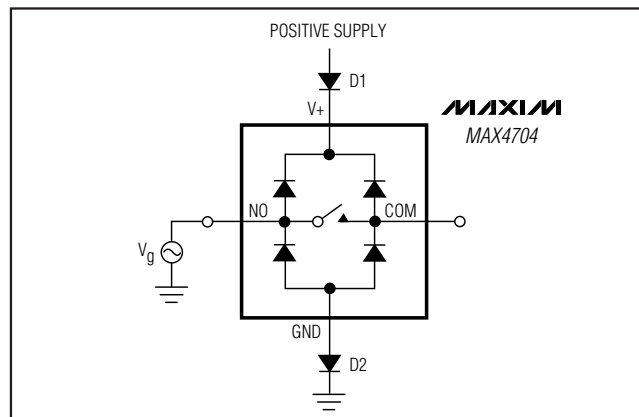 POSITIVE SUPPLY
D1
V+
MAXIM
MAX4704
NO
COM
Vg
GND
D2